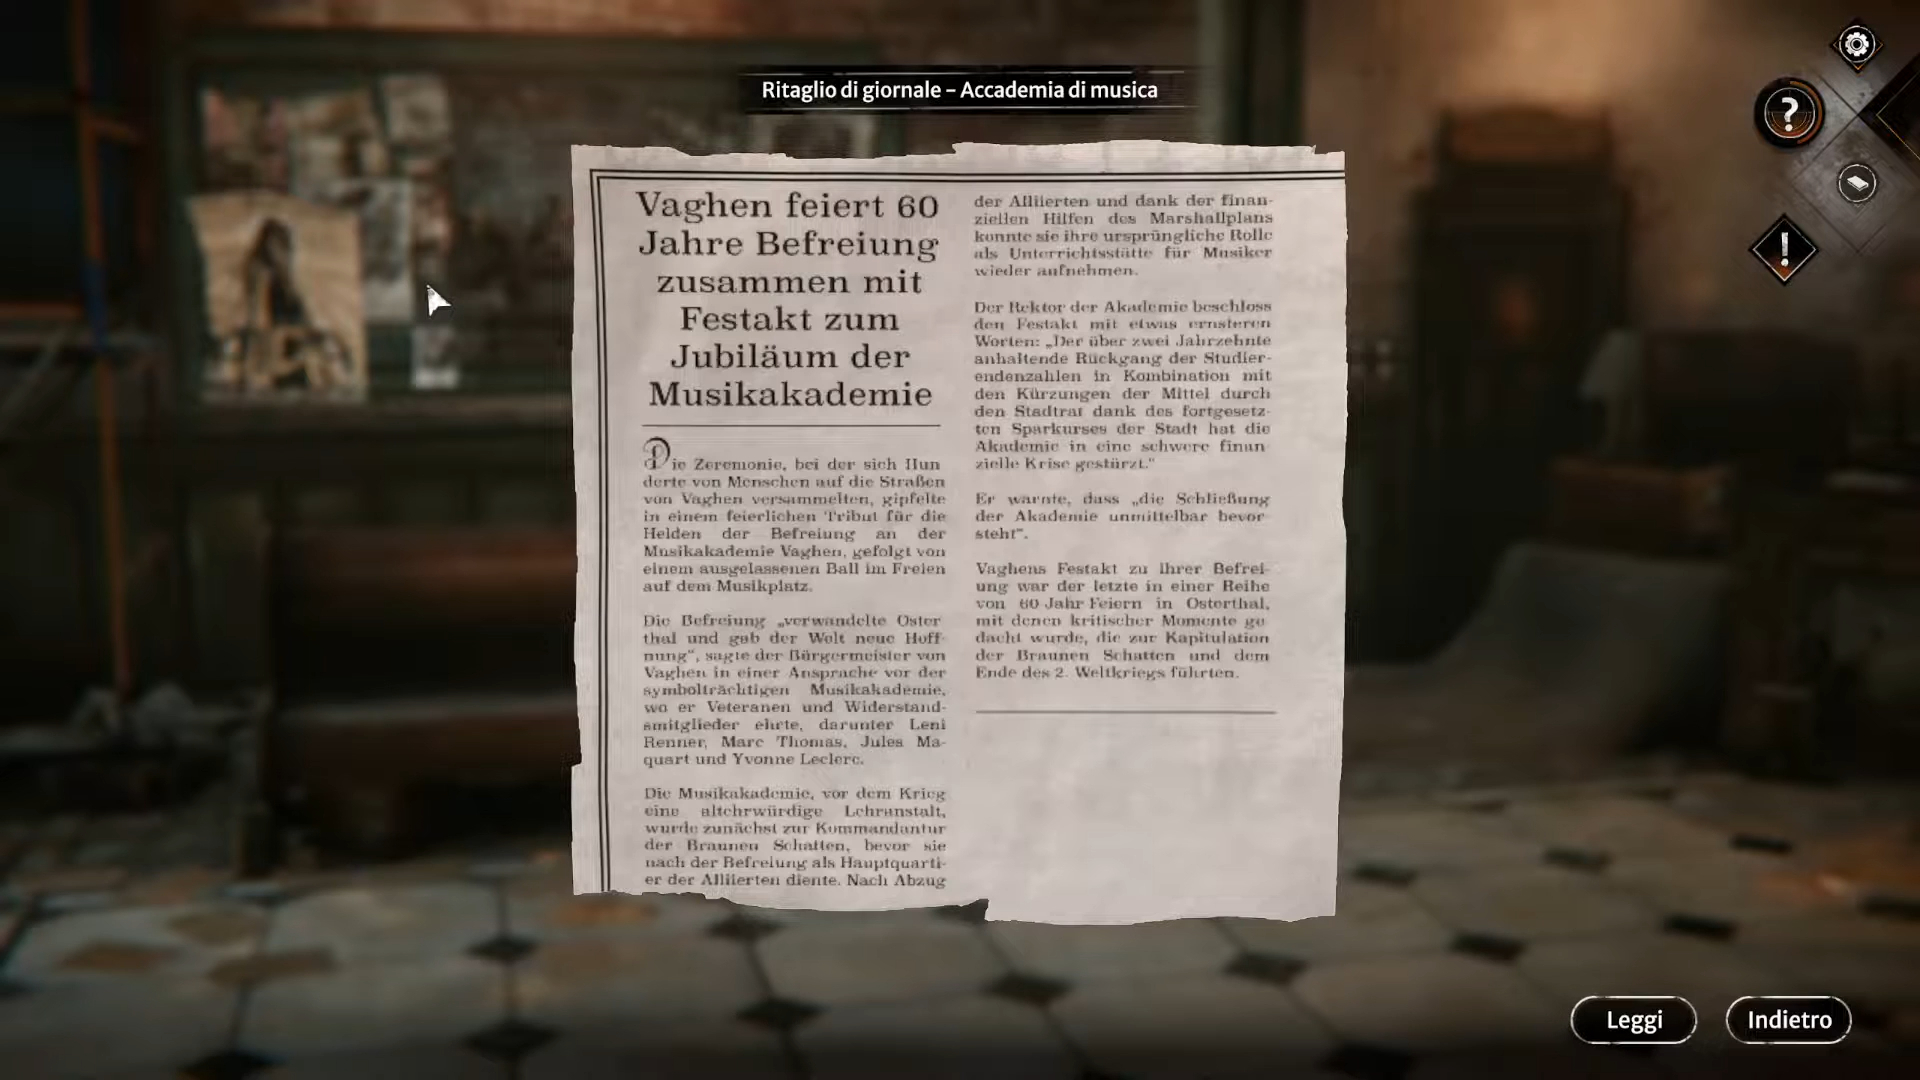 Ritaglio di giornale – Accademia di musica
Vaghen feiert 60
Jahre Befreiung
zusammen mit
Festakt zum
Jubiläum der
Musikakademie
Die Zeremonie, bei der sich Hun
derte von Menschen auf die Straßen
von Vaghen versammelten, gipfelte
in einem feierlichen Tribut für die
Helden der Befreiung an der
Musikakademie Vaghen, gefolgt von
einem ausgelassenen Ball im Freien
auf dem Musikplatz.
Die Befreiung „verwandelte Oster
thal und gab der Welt neue Hoff-
nung“, sagte der Bürgermeister von
Vaghen in einer Ansprache vor der
symbolträchtigen Musikakademie,
wo er Veteranen und Widerstand-
smitglieder ehrte, darunter Leni
Renner, Marc Thomas, Jules Ma-
quart und Yvonne Leclerc.
Die Musikakademie, vor dem Krieg
eine altehrwürdige Lehranstalt,
wurde zunächst zur Kommandantur
der Braunen Schatten, bevor sie
nach der Befreiung als Hauptquarti-
er der Alliierten diente. Nach Abzug
der Alliierten und dank der finan-
ziellen Hilfen des Marshallplans
konnte sie ihre ursprüngliche Rolle
als Unterrichtsstätte für Musiker
wieder aufnehmen.
Der Rektor der Akademie beschloss
den Festakt mit etwas ernsteren
Worten: „Der über zwei Jahrzehnte
anhaltende Rückgang der Studier-
endenzahlen in Kombination mit
den Kürzungen der Mittel durch
den Stadtrat dank des fortgesetz-
ten Sparkurses der Stadt hat die
Akademie in eine schwere finan-
zielle Krise gestürzt.“
Er warnte, dass „die Schließung
der Akademie unmittelbar bevor-
steht“.
Vaghens Festakt zu ihrer Befrei-
ung war der letzte in einer Reihe
von 60 Jahr Feiern in Osterthal,
mit denen kritischer Momente ge-
dacht wurde, die zur Kapitulation
der Braunen Schatten und dem
Ende des 2. Weltkriegs führten.
Leggi
Indietro